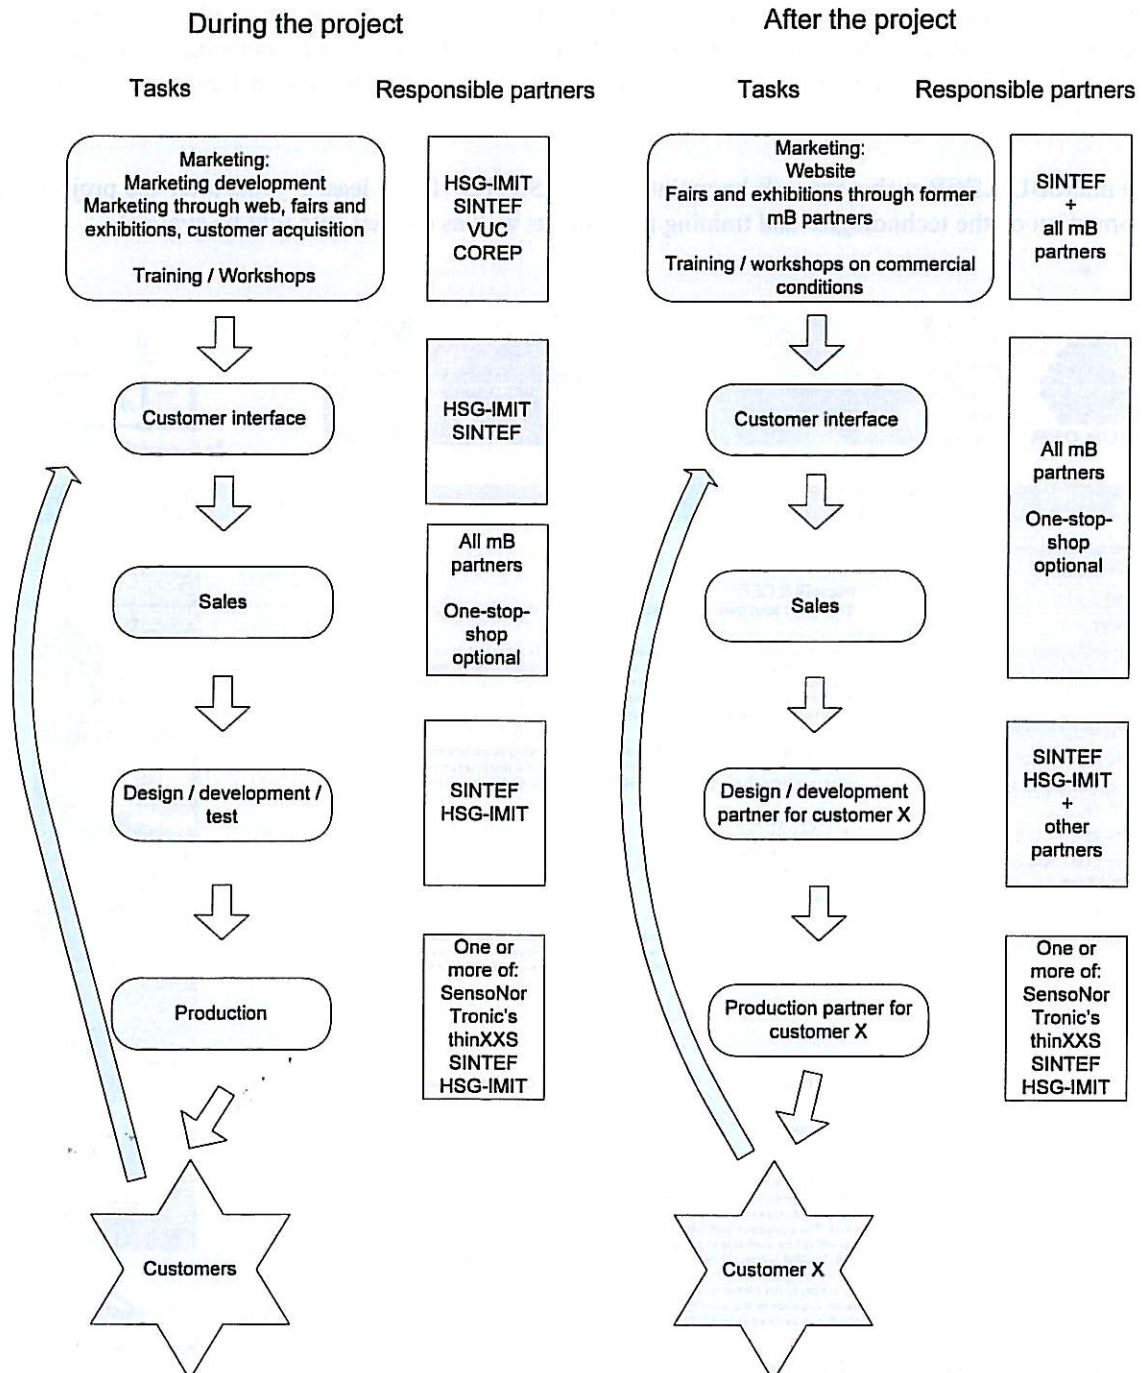 During the project
Tasks
Responsible partners
Marketing:
Marketing development
Marketing through web, fairs and
exhibitions, customer acquisition
Training / Workshops
HSG-IMIT
SINTEF
VUC
COREP
Customer interface
HSG-IMIT
SINTEF
Sales
All mB
partners
One-stop-
shop
optional
Design / development /
test
SINTEF
HSG-IMIT
Production
One or
more of:
SensoNor
Tronic's
thinXXS
SINTEF
HSG-IMIT
Customers
After the project
Tasks
Responsible partners
Marketing:
Website
Fairs and exhibitions through former
mB partners
Training / workshops on commercial
conditions
SINTEF
+
all mB
partners
Customer interface
All mB
partners
One-stop-
shop
optional
Sales
Design / development
partner for customer X
SINTEF
HSG-IMIT
+
other
partners
Production partner for
customer X
One or
more of:
SensoNor
Tronic's
thinXXS
SINTEF
HSG-IMIT
Customer X